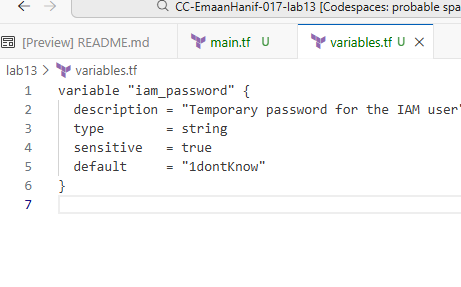 CC-EmaanHanif-017-lab13 [Codespaces: probable spa
[Preview] README.md main.tf U variables.tf U
lab13 > variables.tf
1 variable "iam_password" {
2 description = "Temporary password for the IAM user"
3 type = string
4 sensitive = true
5 default = "1dontKnow"
6 }
7